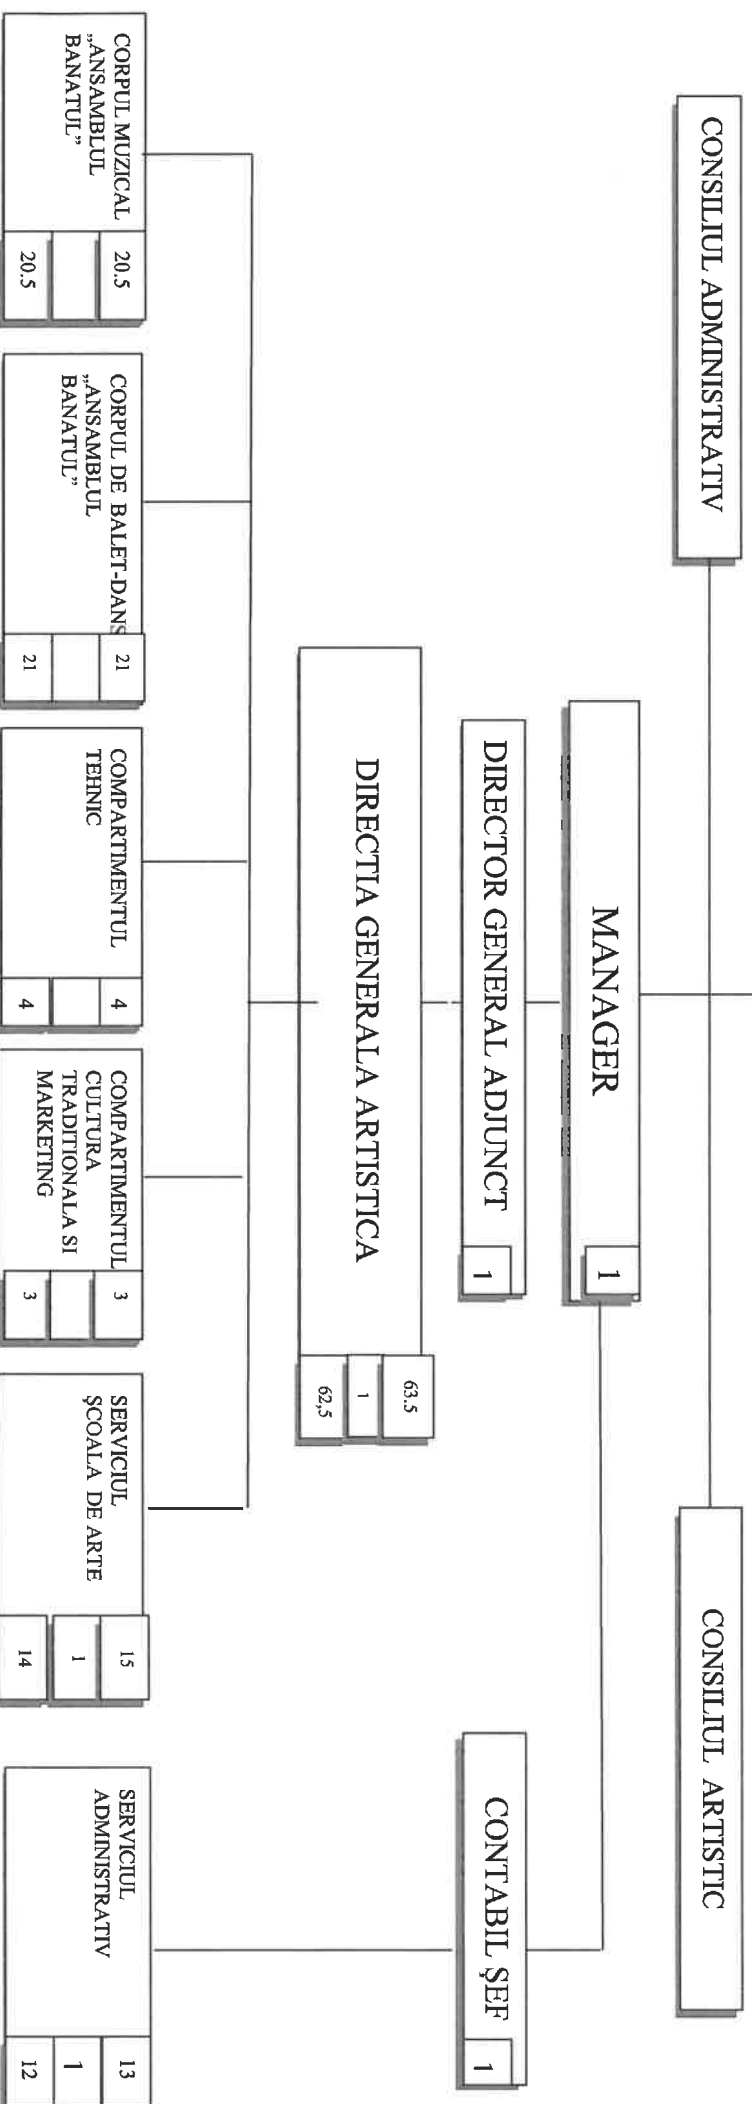 CONSILIUL ADMINISTRATIV
CONSILIUL ARTISTIC
MANAGER
1
DIRECTOR GENERAL ADJUNCT
1
CONTABIL ŞEF
1
DIRECTIA GENERALA ARTISTICA
63.5
1
62,5
CORPUL MUZICAL
„ANSAMBLUL
BANATUL”
20.5
20.5
CORPUL DE BALET-DANS
„ANSAMBLUL
BANATUL”
21
21
COMPARTIMENTUL
TEHNIC
4
4
COMPARTIMENTUL
CULTURA
TRADITIONALA SI
MARKETING
3
3
SERVICIUL
ŞCOALA DE ARTE
15
1
14
SERVICIUL
ADMINISTRATIV
13
1
12